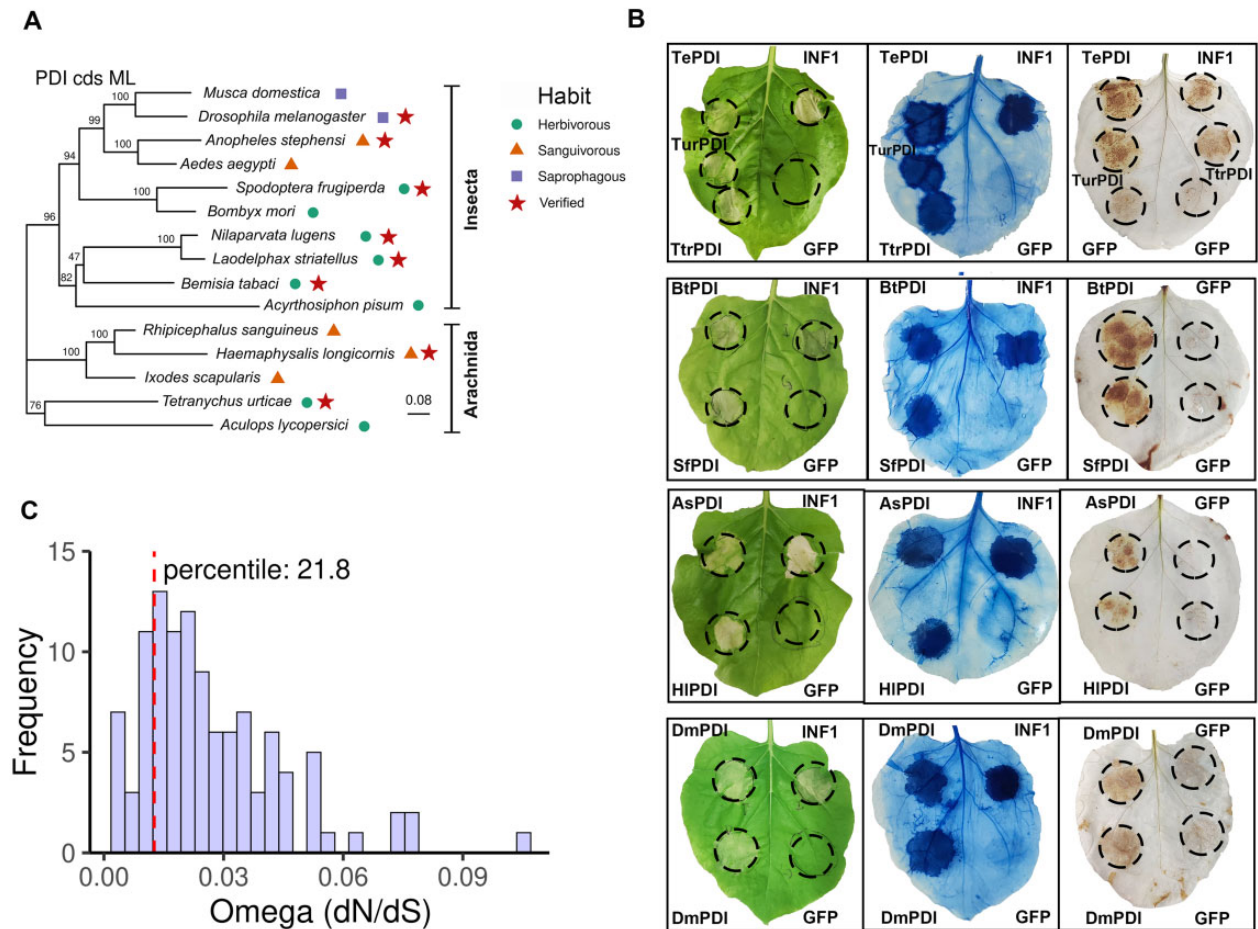 A
PDI cds ML
Musca domestica
Drosophila melanogaster
Anopheles stephensi
Aedes aegypti
Spodoptera frugiperda
Bombyx mori
Nilaparvata lugens
Laodelphax striatellus
Bemisia tabaci
Acyrthosiphon pisum
Rhipicephalus sanguineus
Haemaphysalis longicornis
Ixodes scapularis
Tetranychus urticae
Aculops lycopersici
100
99
100
94
100
96
100
47
82
100
100
76
0.08
Insecta
Arachnida
Habit
Herbivorous
Sanguivorous
Saprophagous
Verified
B
TePDI INF1
TurPDI
TtrPDI GFP
TePDI INF1
TurPDI
TtrPDI GFP
TePDI INF1
TurPDI TtrPDI
GFP GFP
BtPDI INF1
SfPDI GFP
BtPDI INF1
SfPDI GFP
BtPDI GFP
SfPDI GFP
AsPDI INF1
HlPDI GFP
AsPDI INF1
HlPDI GFP
AsPDI GFP
HlPDI GFP
DmPDI INF1
DmPDI GFP
DmPDI INF1
DmPDI GFP
DmPDI GFP
DmPDI GFP
C
percentile: 21.8
Frequency
15
10
5
0
0.00 0.03 0.06 0.09
Omega (dN/dS)